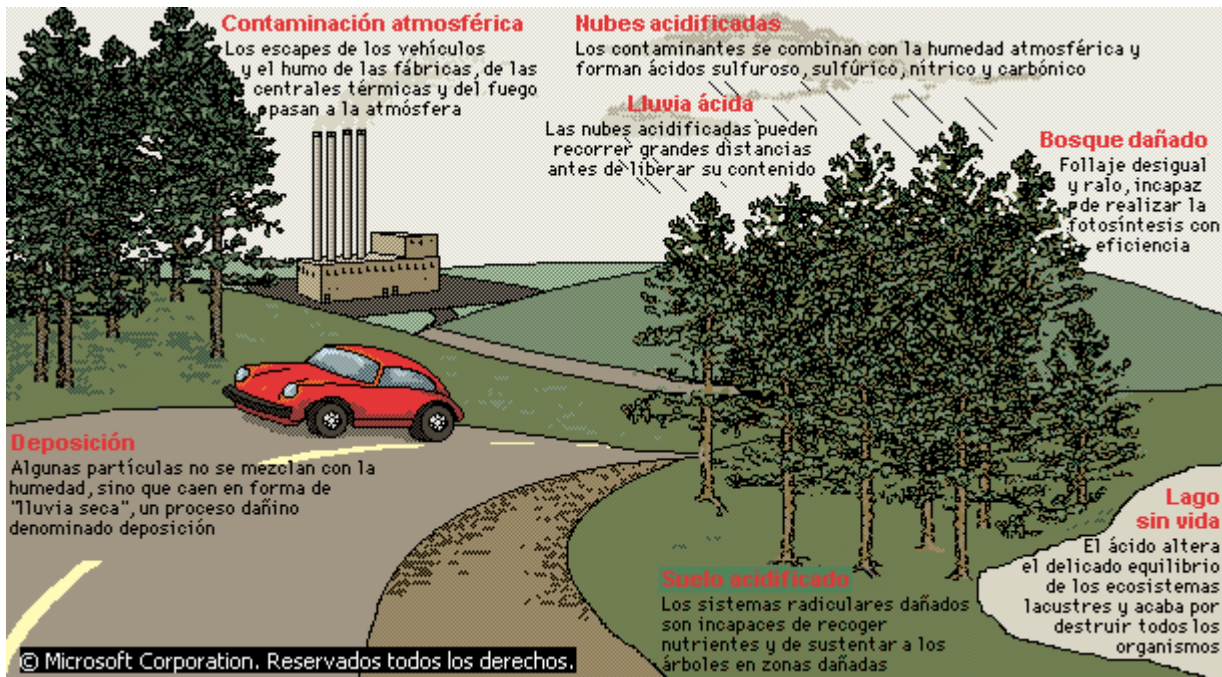 Contaminación atmosférica
Los escapes de los vehículos
y el humo de las fábricas, de las
centrales térmicas y del fuego
pasan a la atmósfera
Nubes acidificadas
Los contaminantes se combinan con la humedad atmosférica y
forman ácidos sulfuroso, sulfúrico, nítrico y carbónico
Lluvia ácida
Las nubes acidificadas pueden
recorrer grandes distancias
antes de liberar su contenido
Bosque dañado
Follaje desigual
y ralo, incapaz
de realizar la
fotosíntesis con
eficiencia
Deposición
Algunas partículas no se mezclan con la
humedad, sino que caen en forma de
"lluvia seca", un proceso dañino
denominado deposición
Suelo acidificado
Los sistemas radiculares dañados
son incapaces de recoger
nutrientes y de sustentar a los
árboles en zonas dañadas
Lago
sin vida
El ácido altera
el delicado equilibrio
de los ecosistemas
lacustres y acaba por
destruir todos los
organismos
© Microsoft Corporation. Reservados todos los derechos.